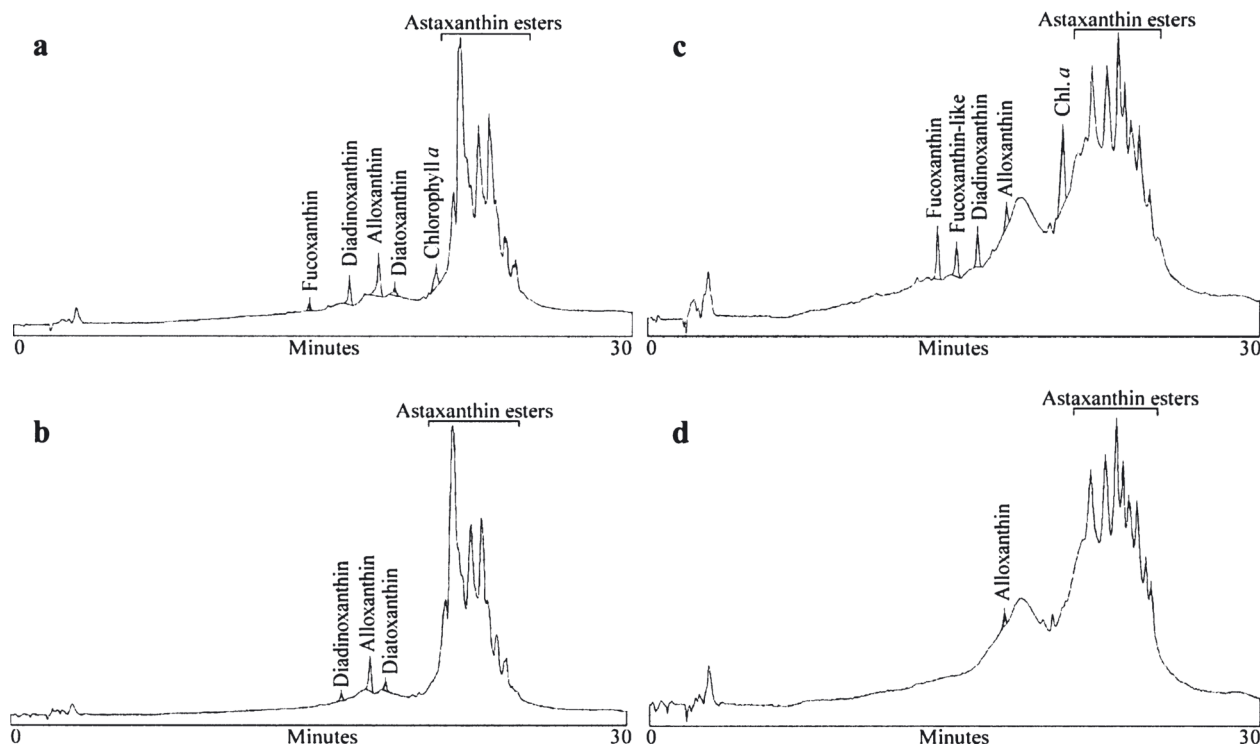 a
Astaxanthin esters
Fucoxanthin
Diadinoxanthin
Alloxanthin
Diatoxanthin
Chlorophyll a
0
Minutes
30
c
Astaxanthin esters
Fucoxanthin
Fucoxanthin-like
Diadinoxanthin
Alloxanthin
Chl. a
0
Minutes
30
b
Astaxanthin esters
Diadinoxanthin
Alloxanthin
Diatoxanthin
0
Minutes
30
d
Astaxanthin esters
Alloxanthin
0
Minutes
30